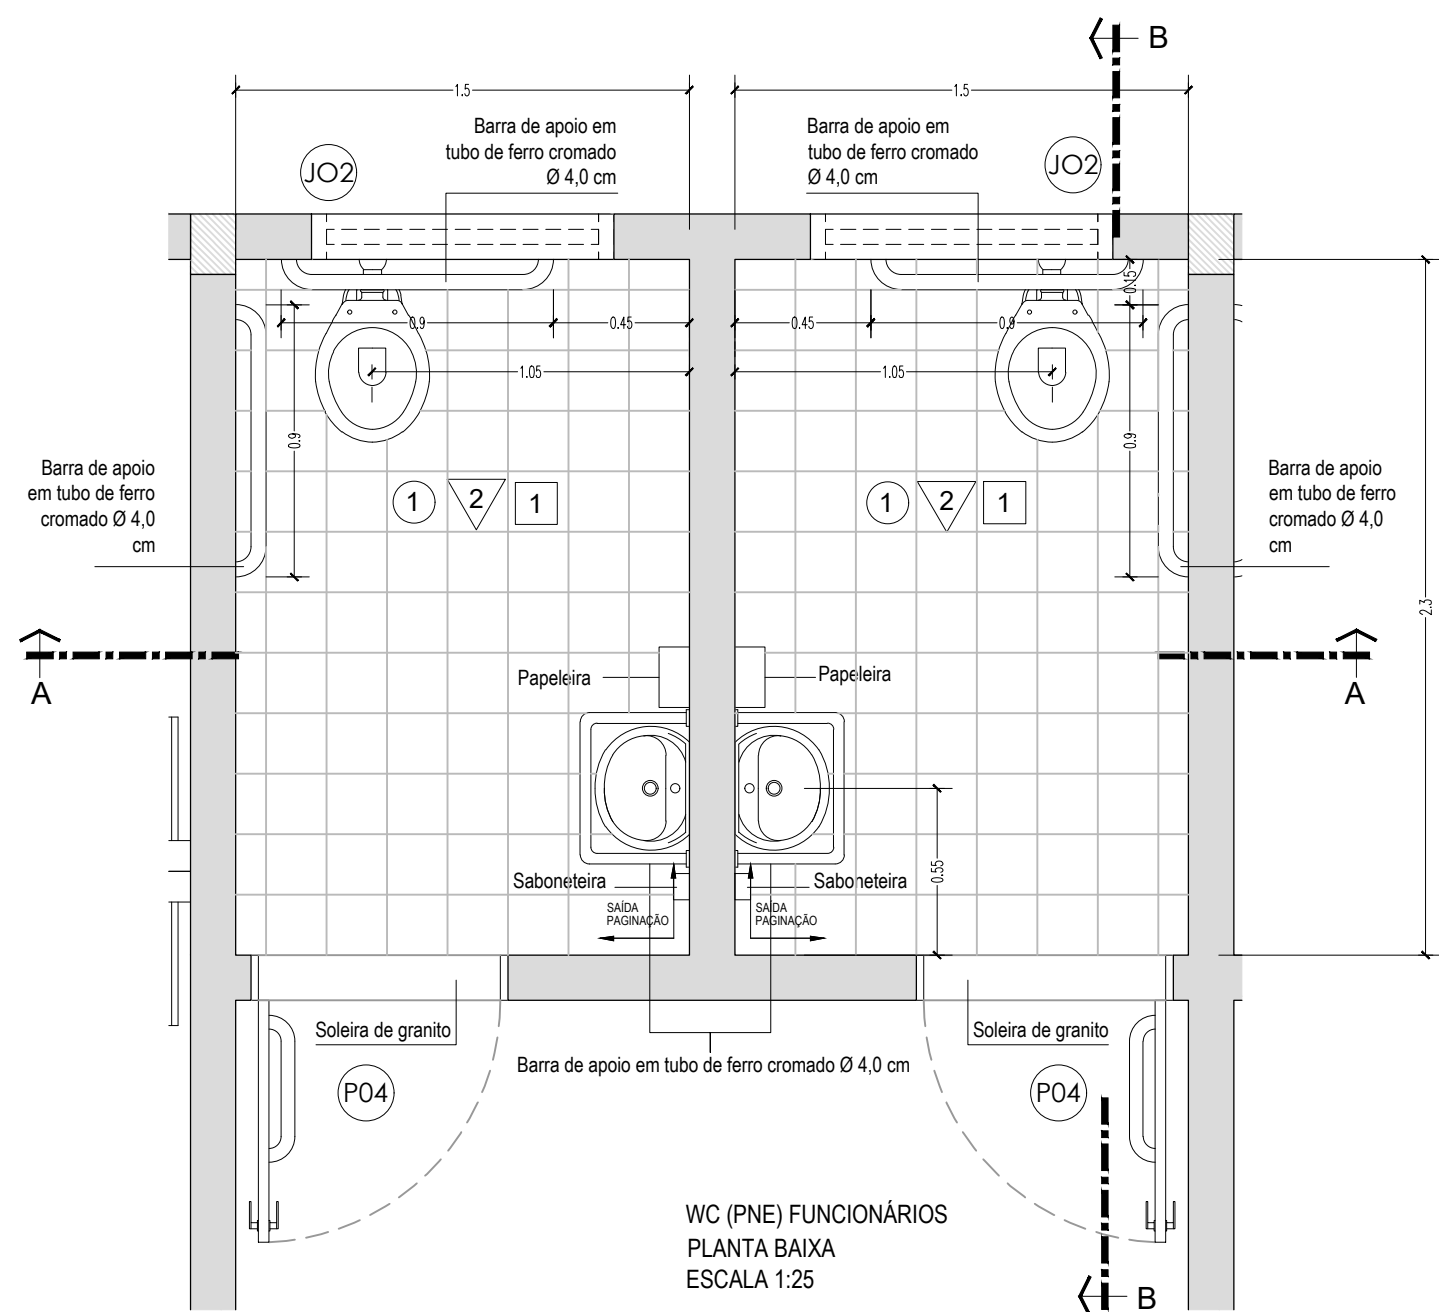 B
1.5
1.5
Barra de apoio em
tubo de ferro cromado
Ø 4,0 cm
Barra de apoio em
tubo de ferro cromado
Ø 4,0 cm
JO2
JO2
0.15
0.9
0.45
0.45
0.9
1.05
1.05
0.9
0.9
Barra de apoio
em tubo de ferro
cromado Ø 4,0
cm
1
2
1
1
2
1
Barra de apoio
em tubo de ferro
cromado Ø 4,0
cm
2.3
A
A
Papeleira
Papeleira
0.55
Saboneteira
Saboneteira
SAÍDA
PAGINAÇÃO
SAÍDA
PAGINAÇÃO
Soleira de granito
Soleira de granito
Barra de apoio em tubo de ferro cromado Ø 4,0 cm
P04
P04
WC (PNE) FUNCIONÁRIOS
PLANTA BAIXA
ESCALA 1:25
B